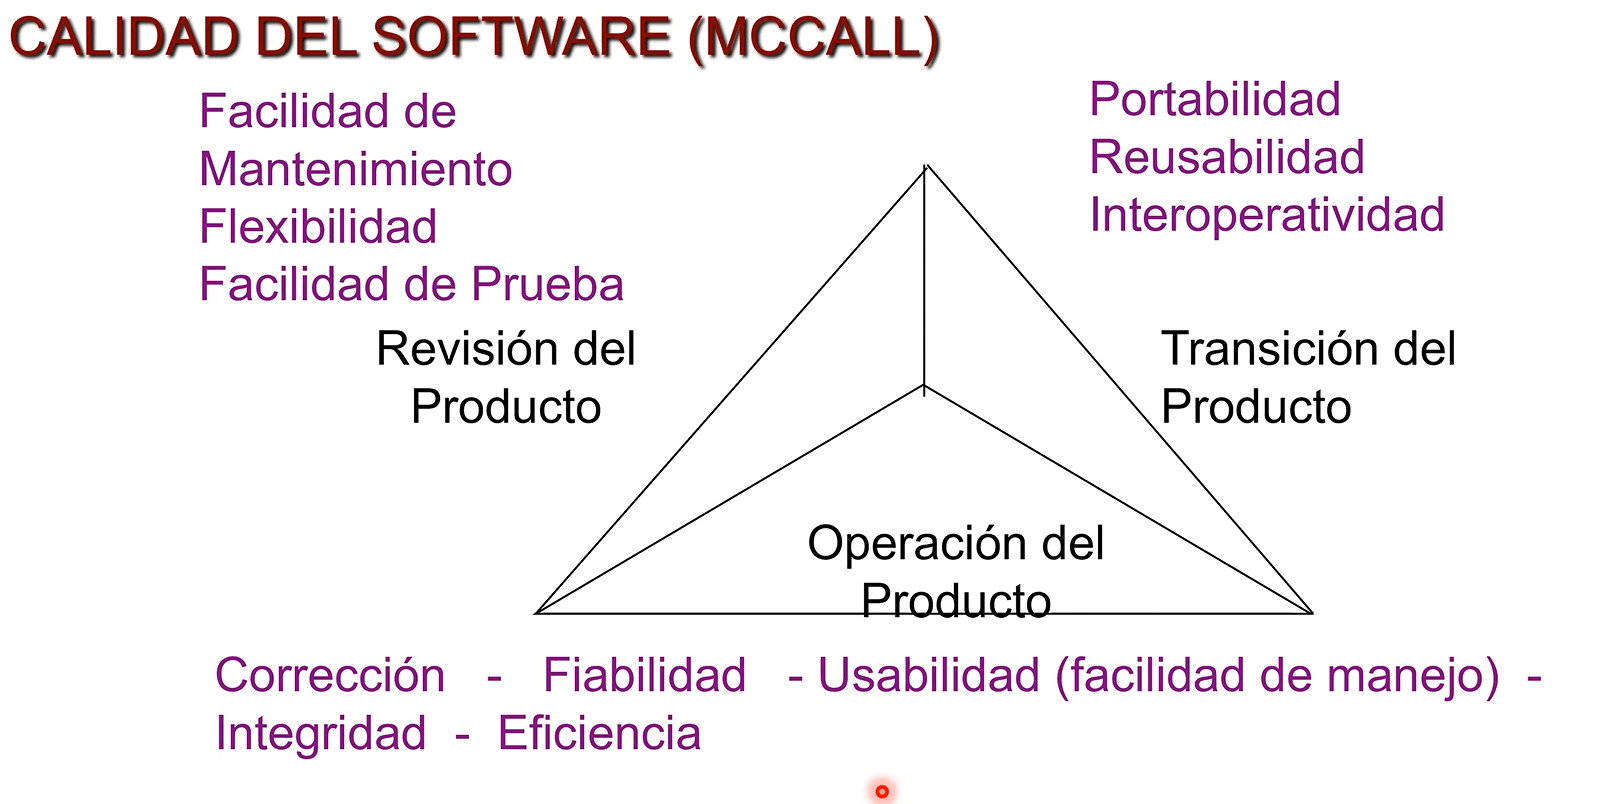 CALIDAD DEL SOFTWARE (MCCALL)
Facilidad de
Mantenimiento
Flexibilidad
Facilidad de Prueba
Portabilidad
Reusabilidad
Interoperatividad
Revisión del
Producto
Transición del
Producto
Operación del
Producto
Corrección - Fiabilidad - Usabilidad (facilidad de manejo) -
Integridad - Eficiencia